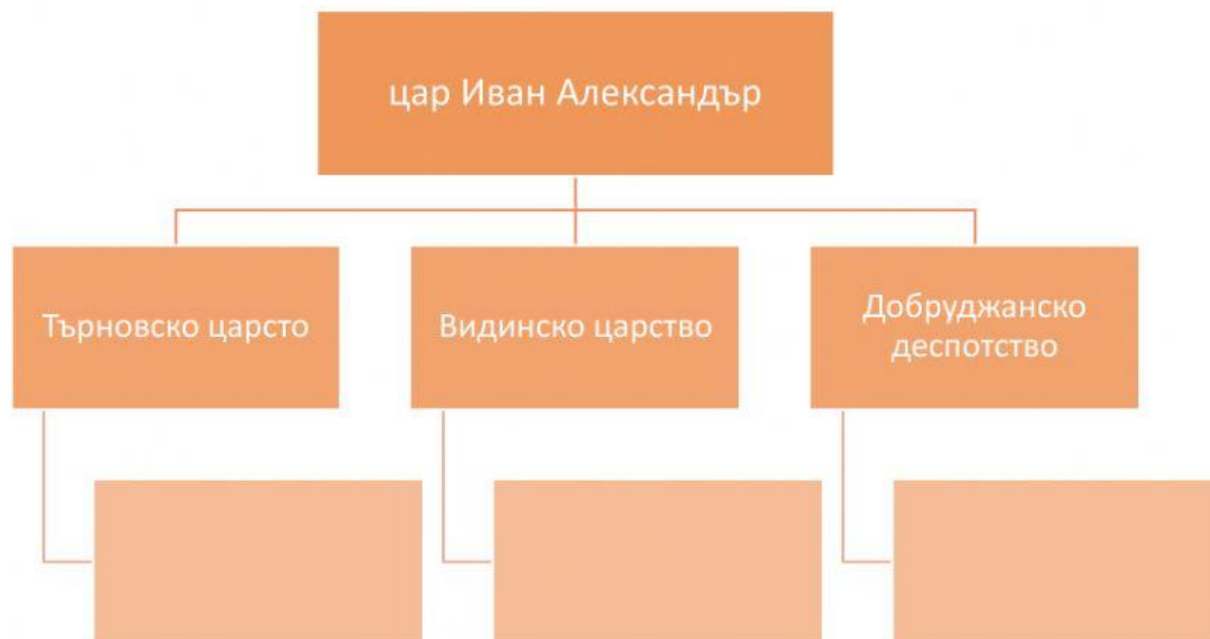 цар Иван Александър
Търновско царсто
Видинско царство
Добруджанско
деспотство